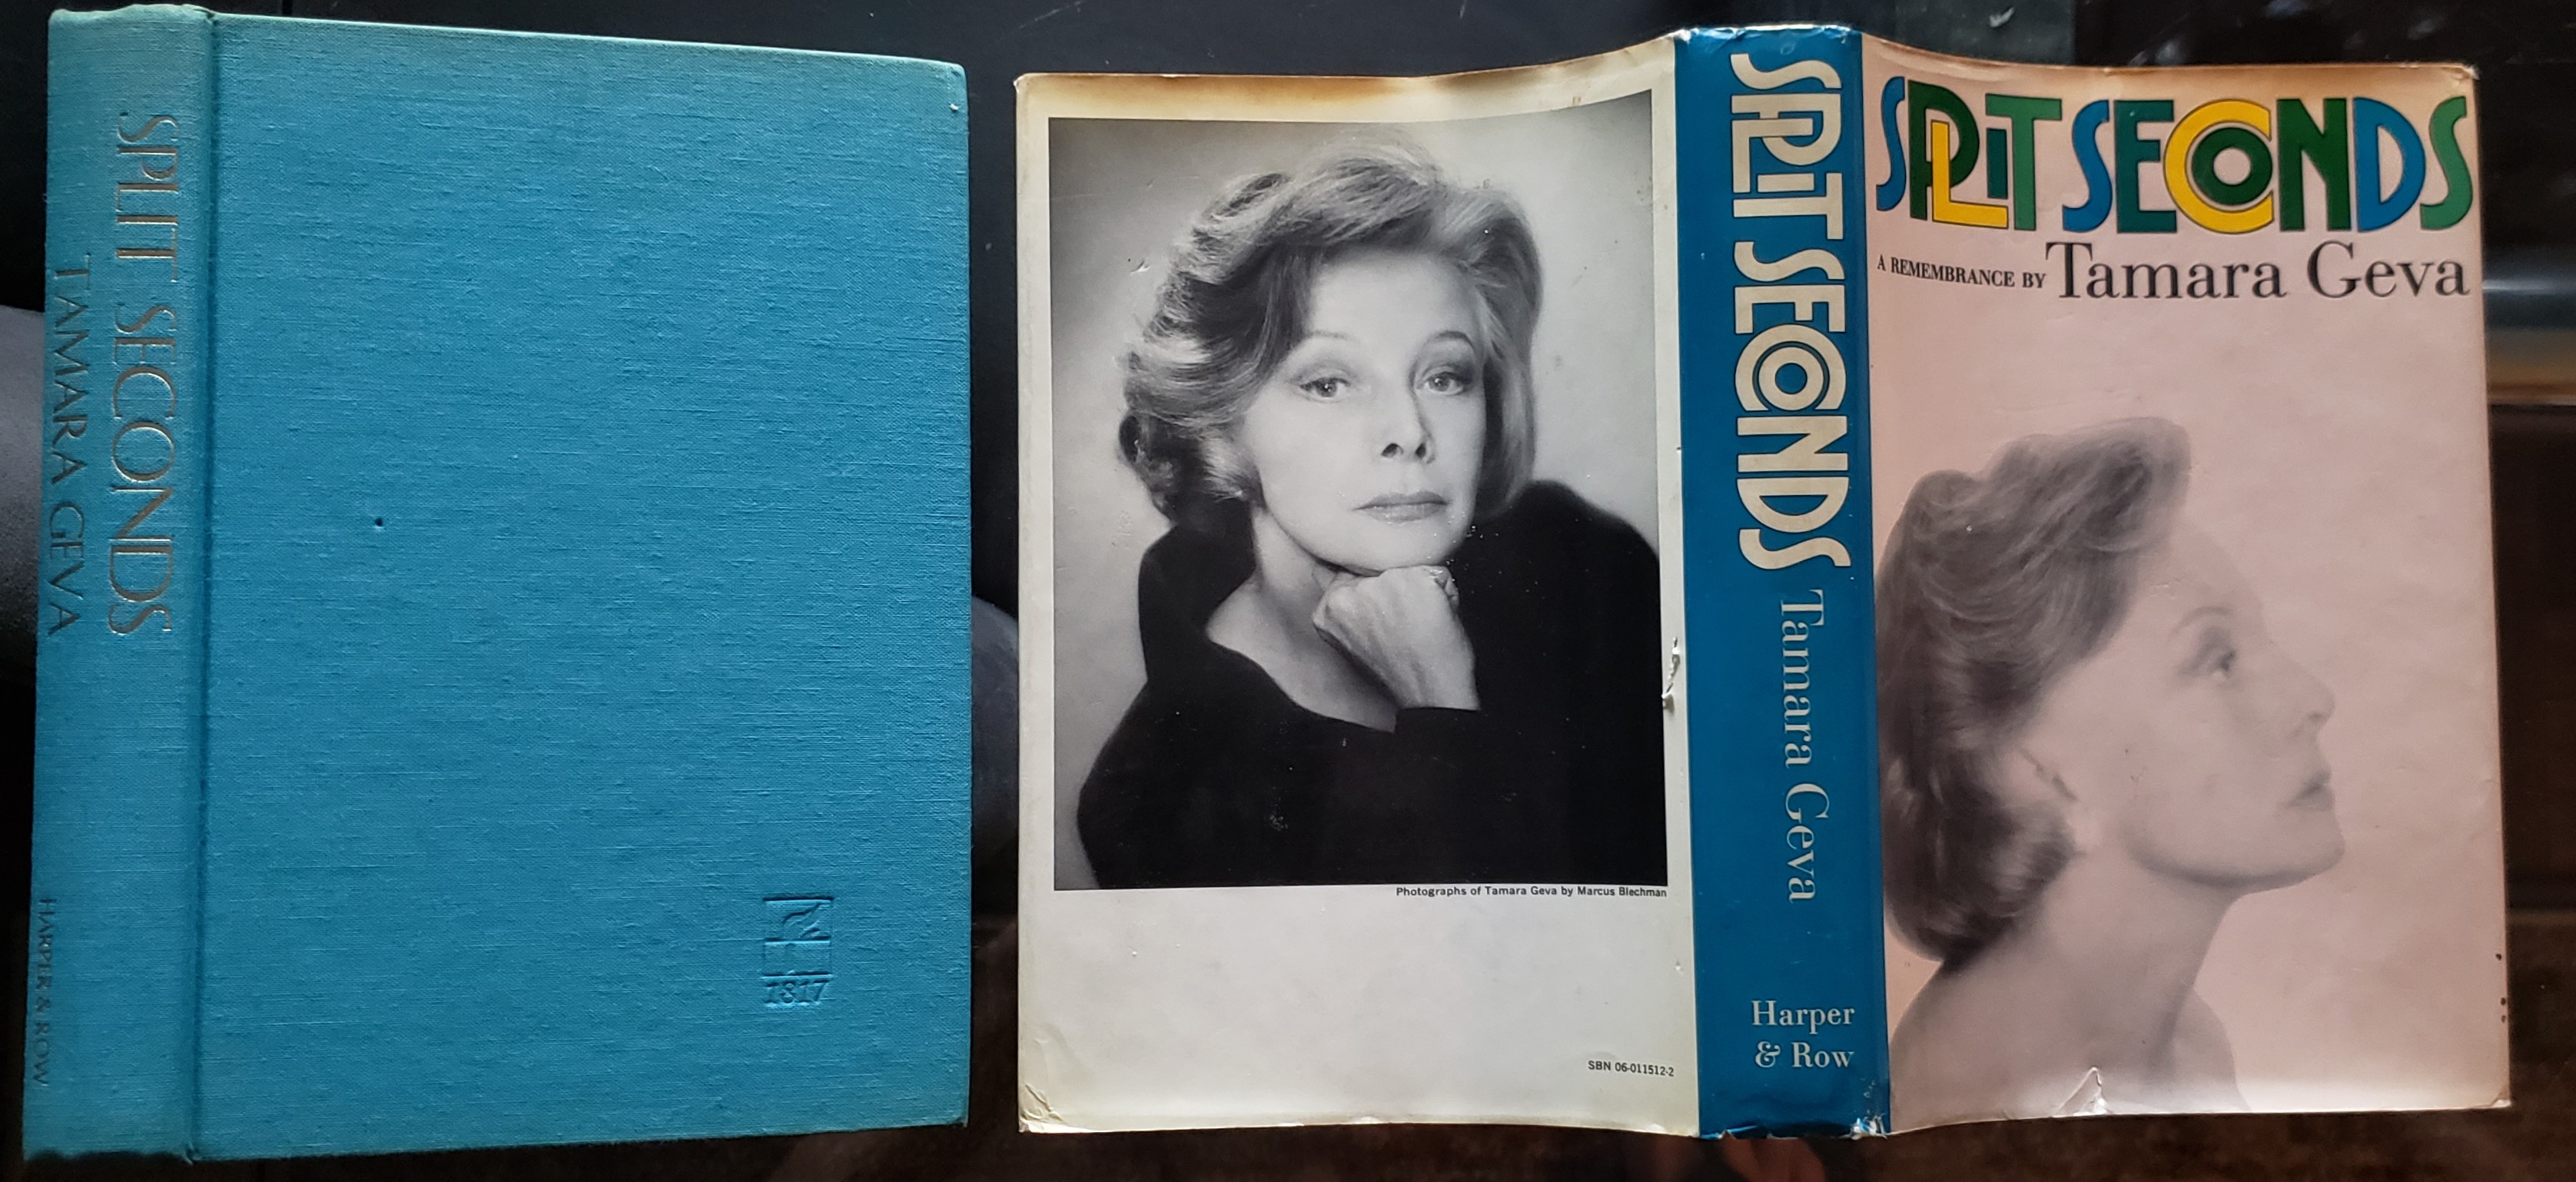 SPLIT SECONDS
TAMARA GEVA
HARPER & ROW
1817
Photographs of Tamara Geva by Marcus Blechman
SBN 06-011512-2
SPLIT SECONDS Tamara Geva
Harper
& Row
SPLIT SECONDS
A REMEMBRANCE BY Tamara Geva